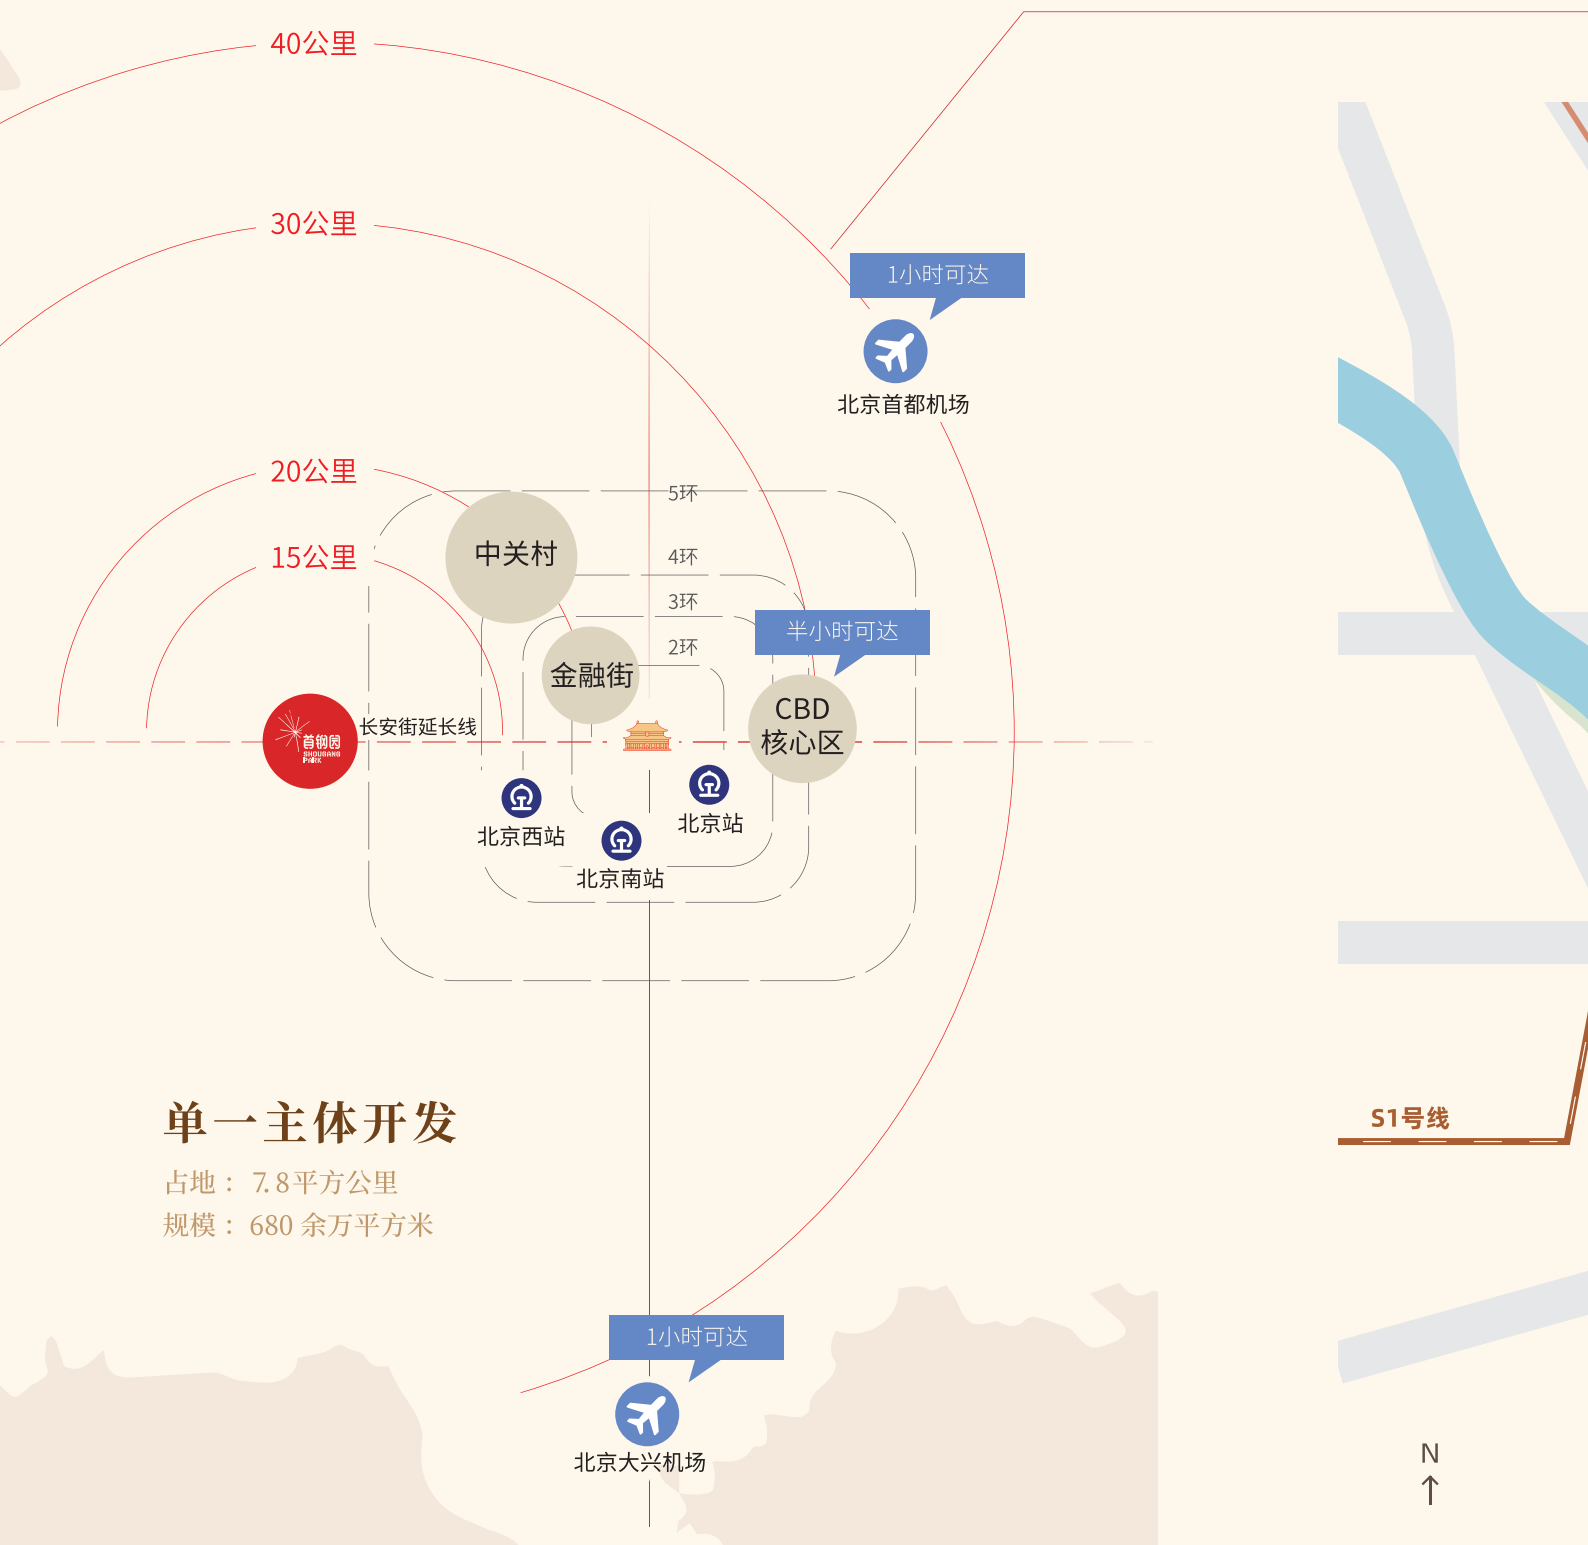 40公里
30公里
1小时可达
北京首都机场
20公里
5环
15公里
中关村
4环
3环
半小时可达
2环
金融街
CBD
核心区
长安街延长线
首钢园
SHOUGANG
PARK
北京站
北京西站
北京南站
单一主体开发
占地：7.8平方公里
规模：680 余万平方米
S1号线
1小时可达
北京大兴机场
N